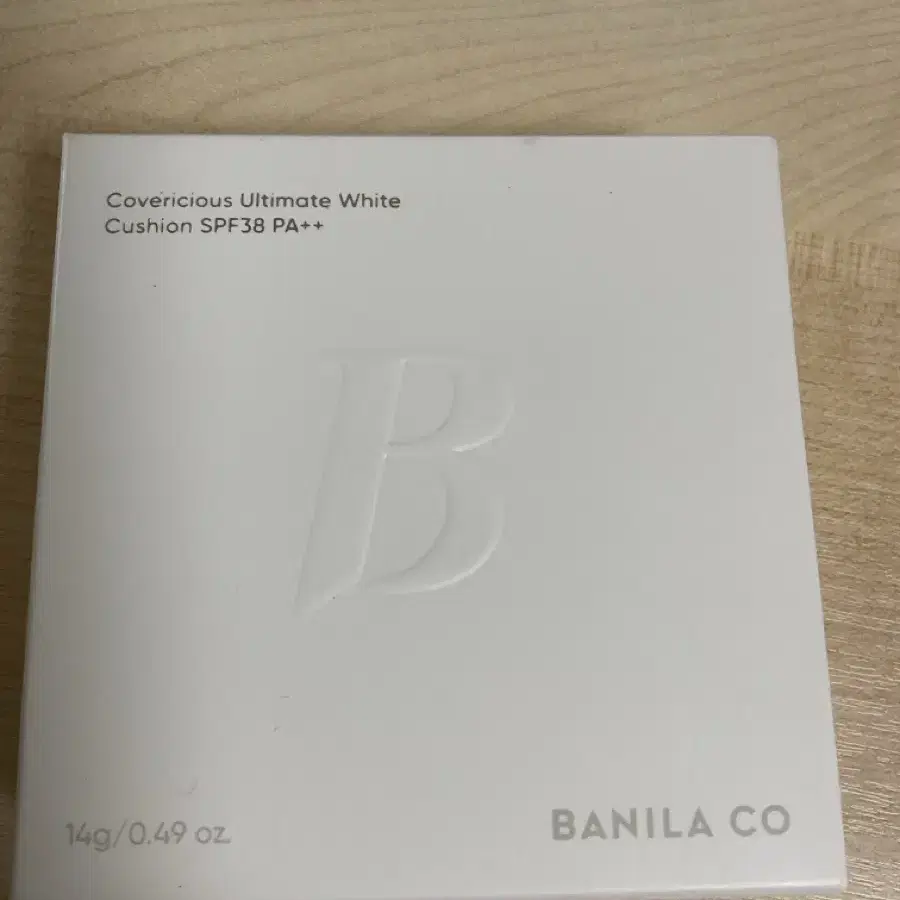 Covericious Ultimate White
Cushion SPF38 PA++
B
14g/0.49 oz.
BANILA CO